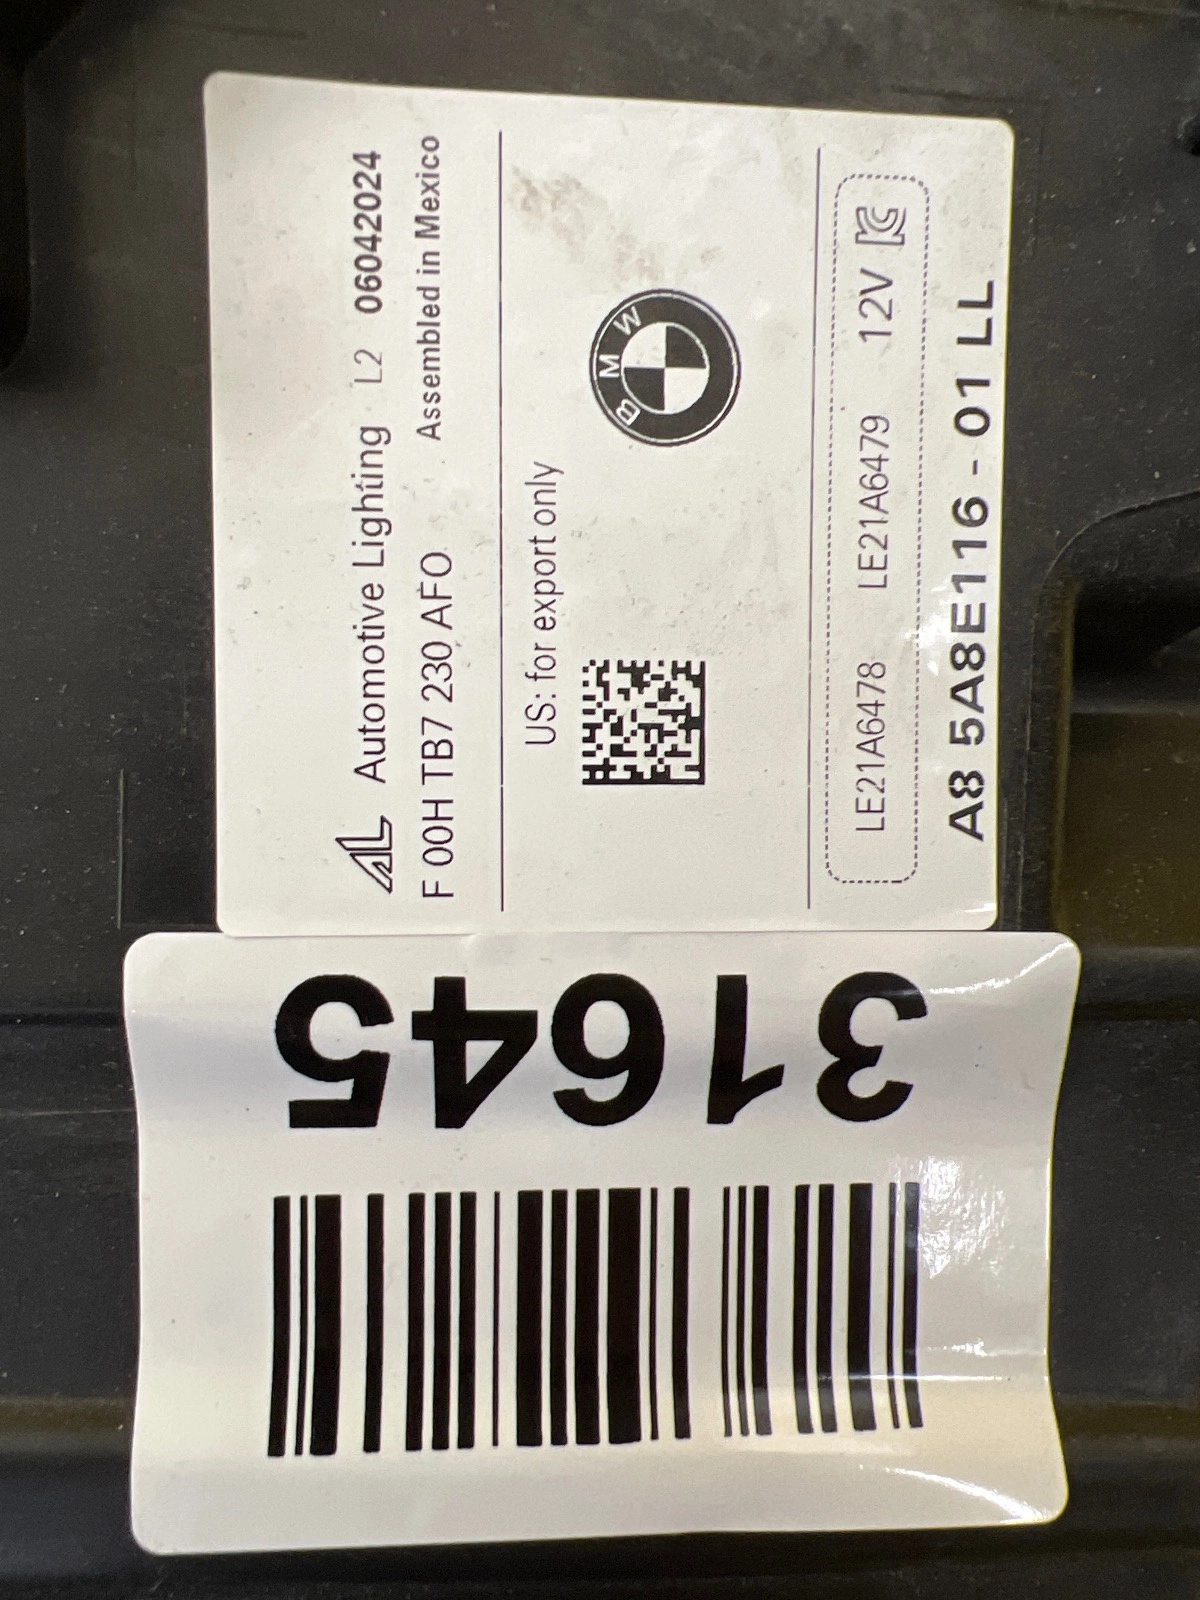 AL Automotive Lighting L2 06042024
F 00H TB7 230 AFO Assembled in Mexico
US: for export only
BMW
LE21A6478 LE21A6479 12V
A8 5A8E116 - 01 LL
31645